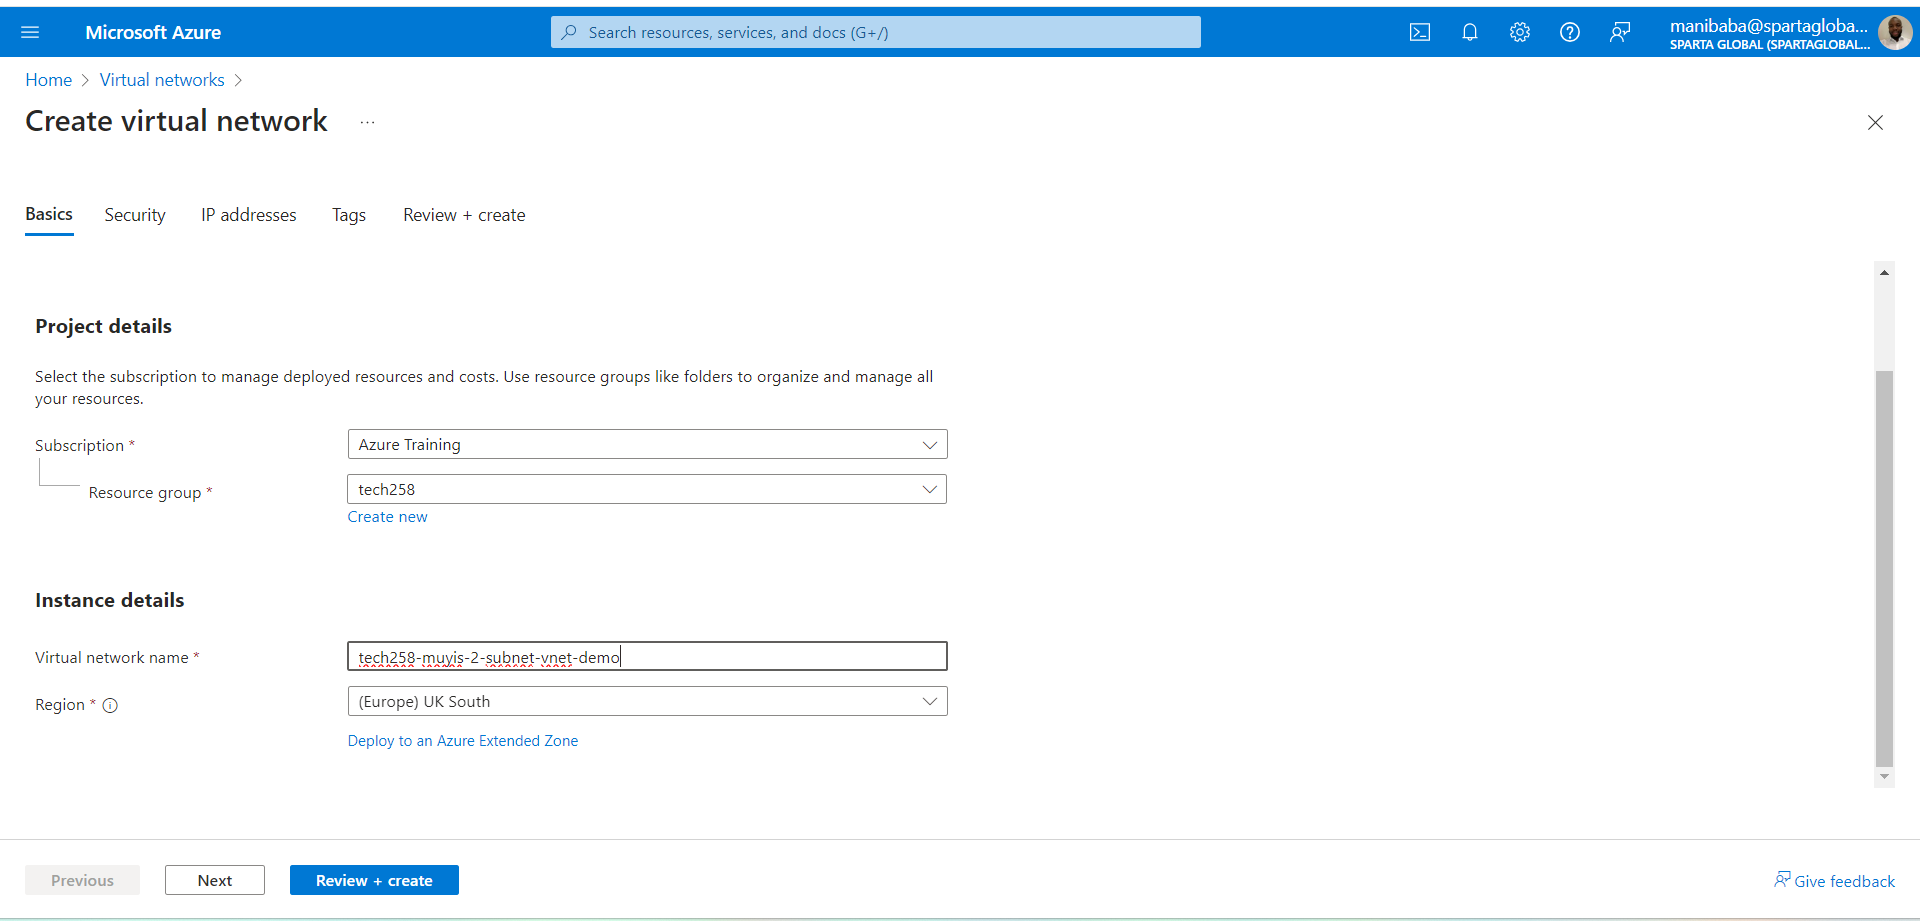 Microsoft Azure
Search resources, services, and docs (G+/)
manibaba@spartagloba...
SPARTA GLOBAL (SPARTAGLOBAL...
Home > Virtual networks >
Create virtual network ...
Basics Security IP addresses Tags Review + create
Project details
Select the subscription to manage deployed resources and costs. Use resource groups like folders to organize and manage all
your resources.
Subscription * Azure Training
Resource group * tech258
Create new
Instance details
Virtual network name * tech258-muyis-2-subnet-vnet-demo
Region * (Europe) UK South
Deploy to an Azure Extended Zone
Previous Next Review + create Give feedback